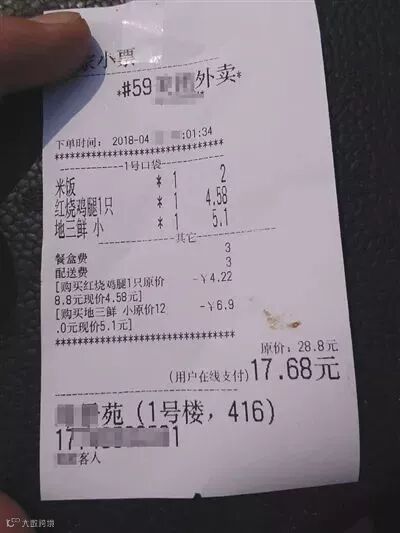 家小票
*#59 外卖*
下单时间： 2018-04 :01:34
********************************
1号口袋
米饭 * 1 2
红烧鸡腿1只 * 1 4.58
地三鲜 小 * 1 5.1
其它
餐盒费 3
配送费 3
[购买红烧鸡腿1只原价 -￥4.22
8.8元现价4.58元]
[购买地三鲜 小原价12 -￥6.9
.0元现价5.1元]
********************************
原价：28.8元
(用户在线支付)17.68元
苑（1号楼，416）
17 1
客人
大数跨境